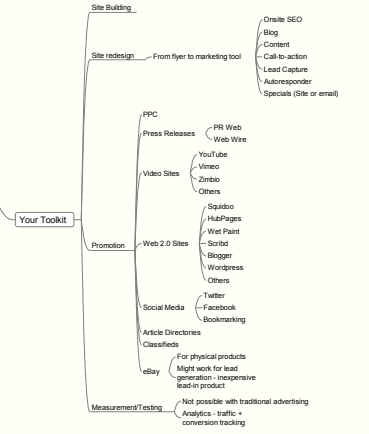 Site Building
Site redesign
From flyer to marketing tool
Onsite SEO
Blog
Content
Call-to-action
Lead Capture
Autoresponder
Specials (Site or email)
Your Toolkit
Promotion
PPC
Press Releases
PR Web
Web Wire
Video Sites
YouTube
Vimeo
Zimbio
Others
Web 2.0 Sites
Squidoo
HubPages
Wet Paint
Scribd
Blogger
Wordpress
Others
Social Media
Twitter
Facebook
Bookmarking
Article Directories
Classifieds
eBay
For physical products
Might work for lead
generation - inexpensive
lead-in product
Measurement/Testing
Not possible with traditional advertising
Analytics - traffic +
conversion tracking